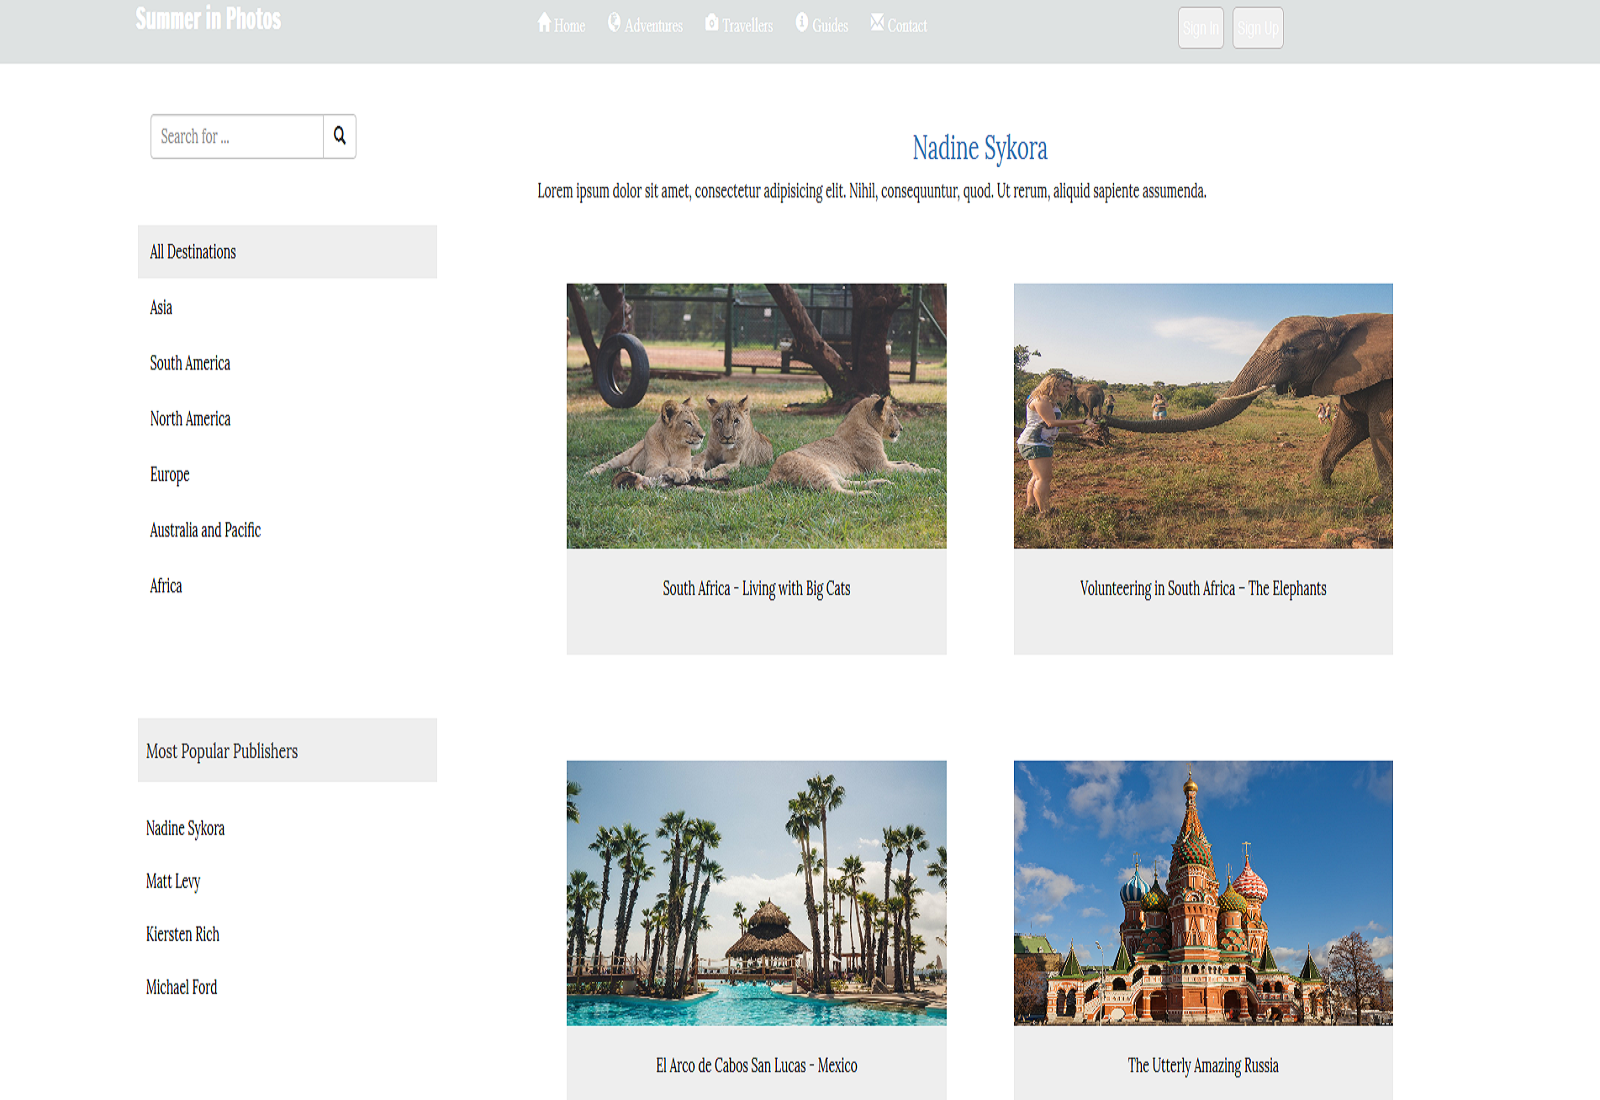 Summer in Photos
Home Adventures Travellers Guides Contact
Sign In Sign Up
Search for ...
Nadine Sykora
Lorem ipsum dolor sit amet, consectetur adipisicing elit. Nihil, consequuntur, quod. Ut rerum, aliquid sapiente assumenda.
All Destinations
Asia
South America
North America
Europe
Australia and Pacific
Africa
South Africa - Living with Big Cats
Volunteering in South Africa – The Elephants
Most Popular Publishers
Nadine Sykora
Matt Levy
Kiersten Rich
Michael Ford
El Arco de Cabos San Lucas - Mexico
The Utterly Amazing Russia